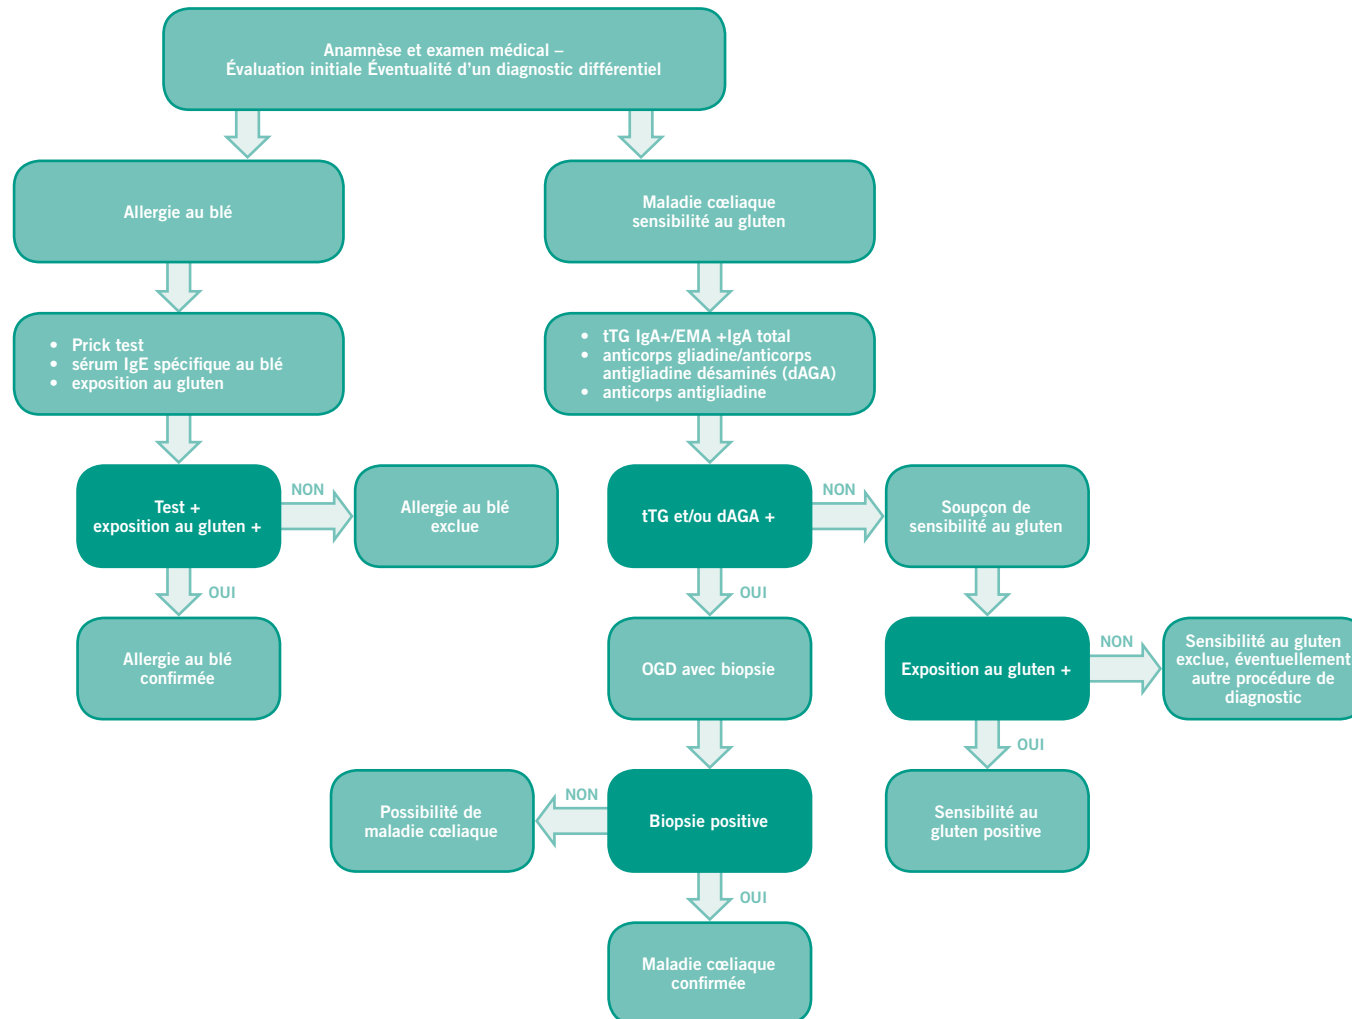 Anamnèse et examen médical –
Évaluation initiale Éventualité d'un diagnostic différentiel
Allergie au blé
Maladie cœliaque
sensibilité au gluten
• Prick test
• sérum IgE spécifique au blé
• exposition au gluten
• tTG IgA+/EMA +IgA total
• anticorps gliadine/anticorps
antigliadine désaminés (dAGA)
• anticorps antigliadine
Test +
exposition au gluten +
NON
Allergie au blé
exclue
tTG et/ou dAGA +
NON
Soupçon de
sensibilité au gluten
OUI
OUI
Allergie au blé
confirmée
OGD avec biopsie
Exposition au gluten +
NON
Sensibilité au gluten
exclue, éventuellement
autre procédure de
diagnostic
OUI
Possibilité de
maladie cœliaque
NON
Biopsie positive
Sensibilité au
gluten positive
OUI
Maladie cœliaque
confirmée